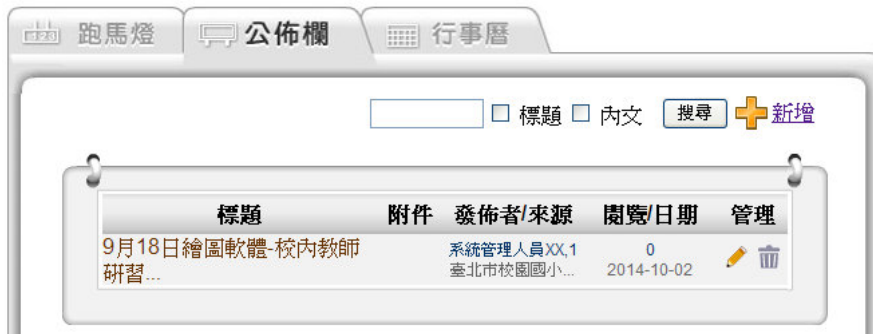 跑馬燈 公佈欄 行事曆
標題 內文 搜尋 新增
標題 附件 發佈者/來源 閱覽/日期 管理
9月18日繪圖軟體-校內教師 系統管理人員XX,1 0
研習... 臺北市校園國小... 2014-10-02